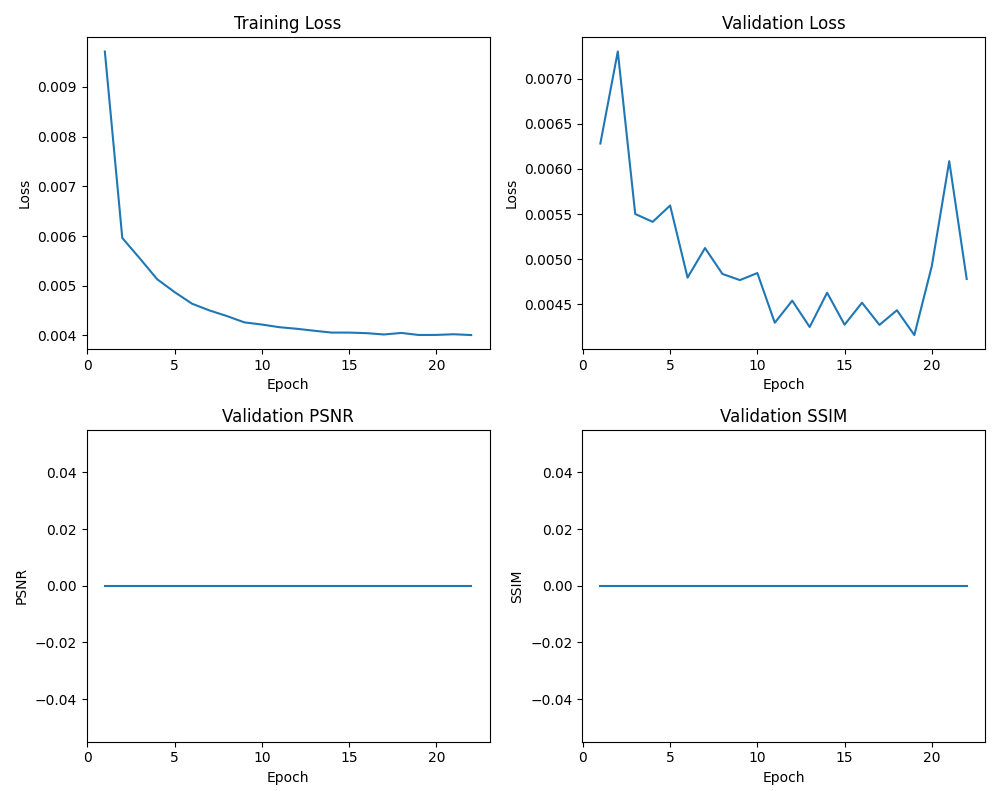 Training Loss
Loss
0.009
0.008
0.007
0.006
0.005
0.004
0 5 10 15 20
Epoch
Validation Loss
Loss
0.0070
0.0065
0.0060
0.0055
0.0050
0.0045
0 5 10 15 20
Epoch
Validation PSNR
PSNR
0.04
0.02
0.00
−0.02
−0.04
0 5 10 15 20
Epoch
Validation SSIM
SSIM
0.04
0.02
0.00
−0.02
−0.04
0 5 10 15 20
Epoch